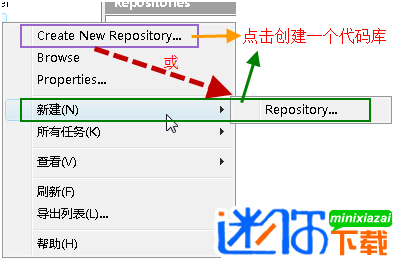 Repositories
Create New Repository...
点击创建一个代码库
Browse
或
Properties...
新建(N)
Repository...
所有任务(K)
查看(V)
刷新(F)
导出列表(L)...
帮助(H)
迷你下载
minixiazai